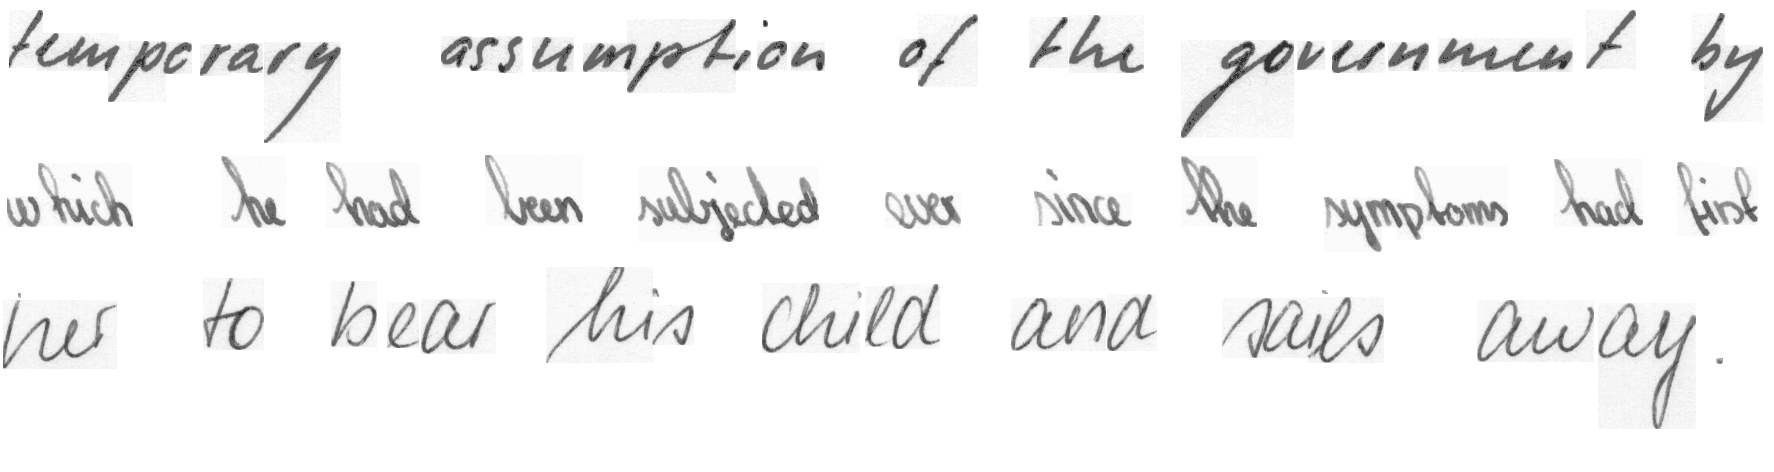 temporary assumption of the government by
which he had been subjected ever since the symptoms had first
her to bear his child and sails away.